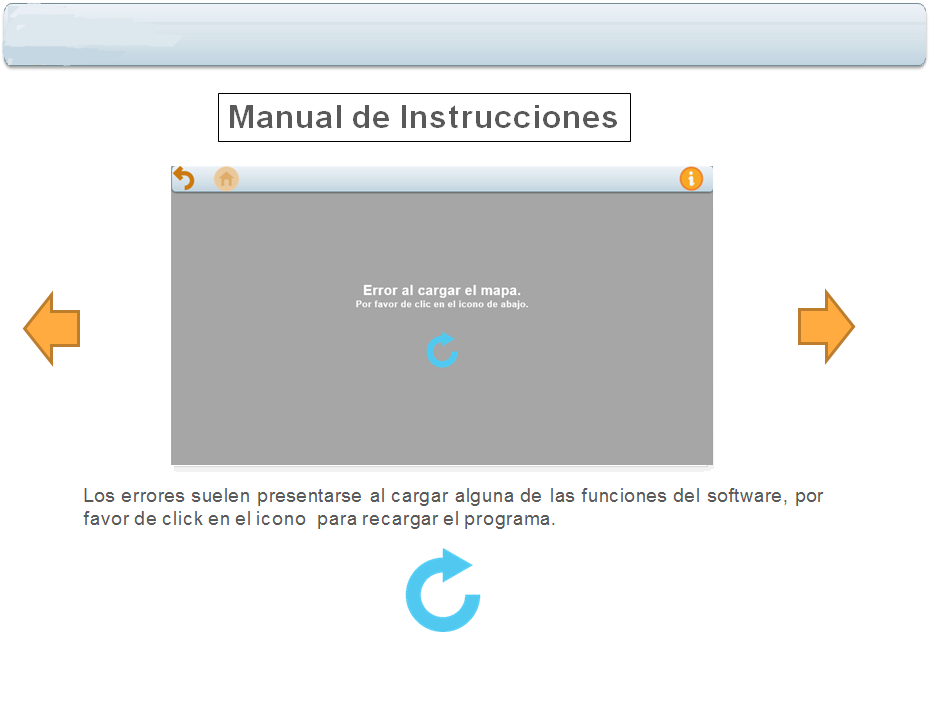 Manual de Instrucciones
Error al cargar el mapa.
Por favor de clic en el icono de abajo.
Los errores suelen presentarse al cargar alguna de las funciones del software, por
favor de click en el icono  para recargar el programa.